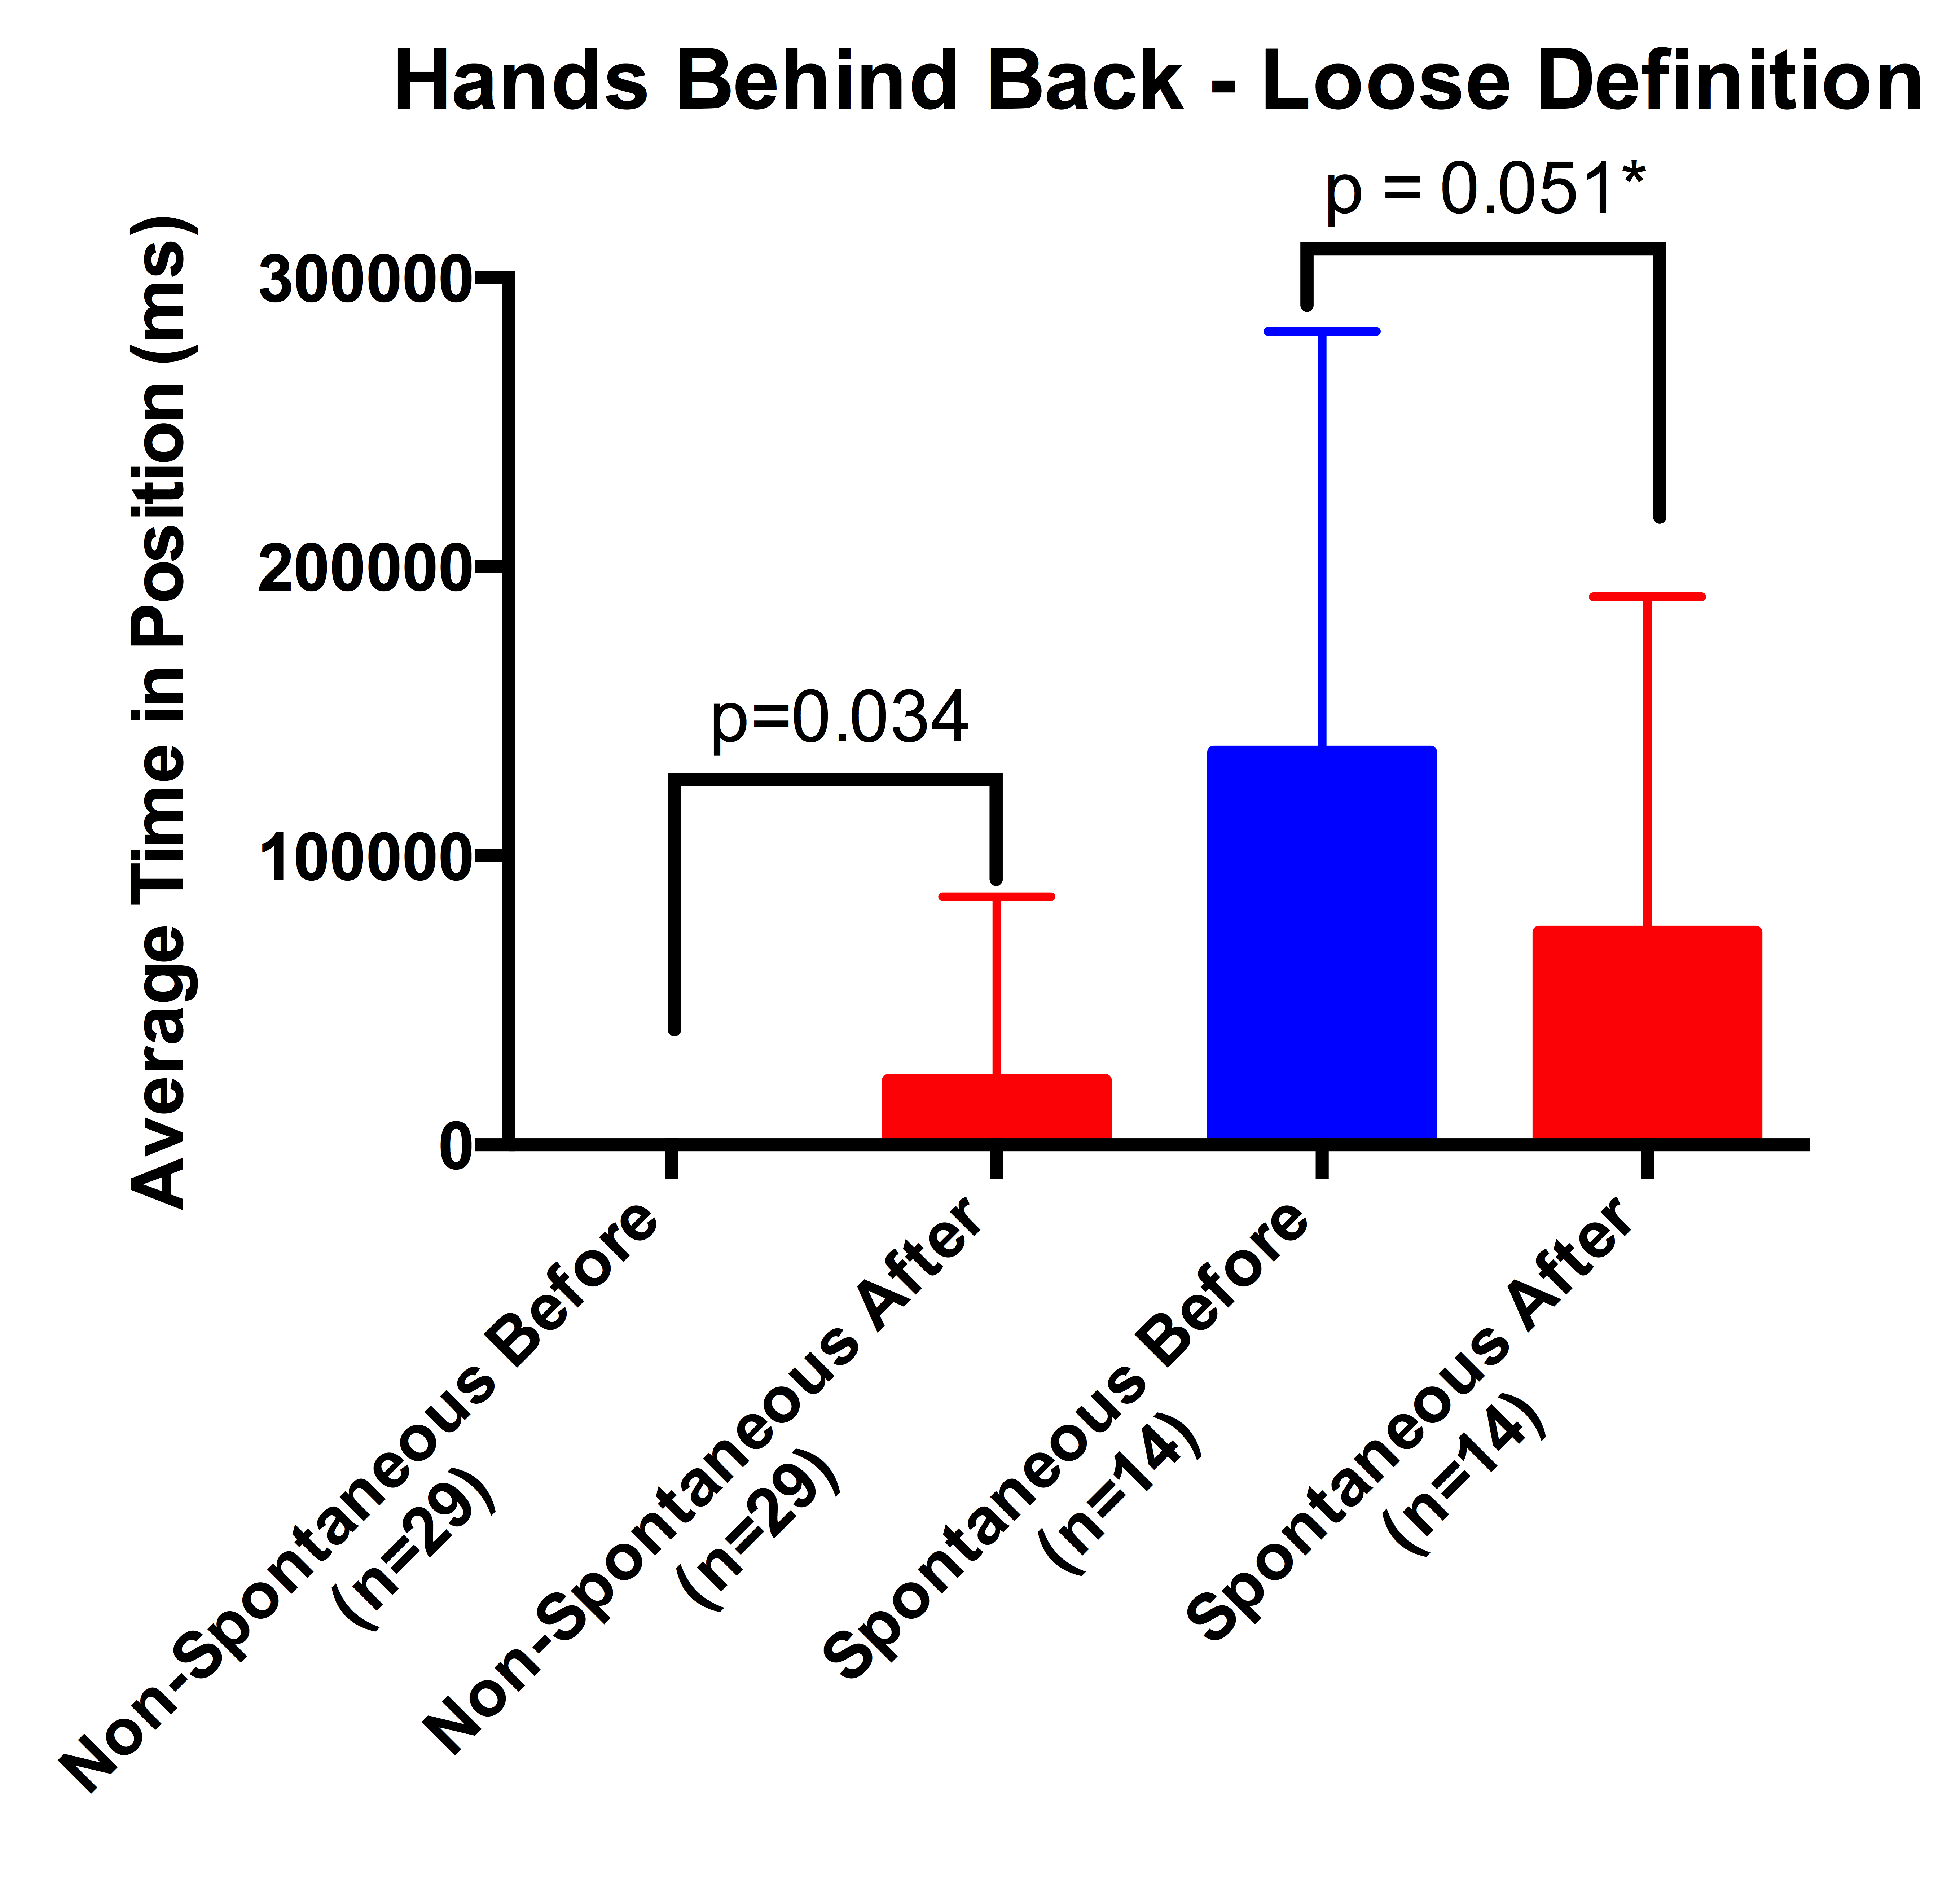 Hands Behind Back - Loose Definition
p = 0.051*
Average Time in Position (ms)
300000
200000
p=0.034
100000
0
Non-Spontaneous Before
(n=29)
Non-Spontaneous After
(n=29)
Spontaneous Before
(n=14)
Spontaneous After
(n=14)